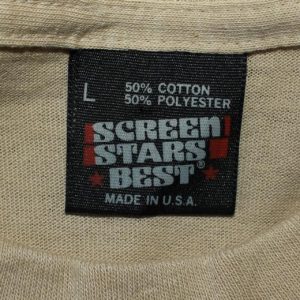 L
50% COTTON
50% POLYESTER
SCREEN
STARS
BEST®
MADE IN U.S.A.